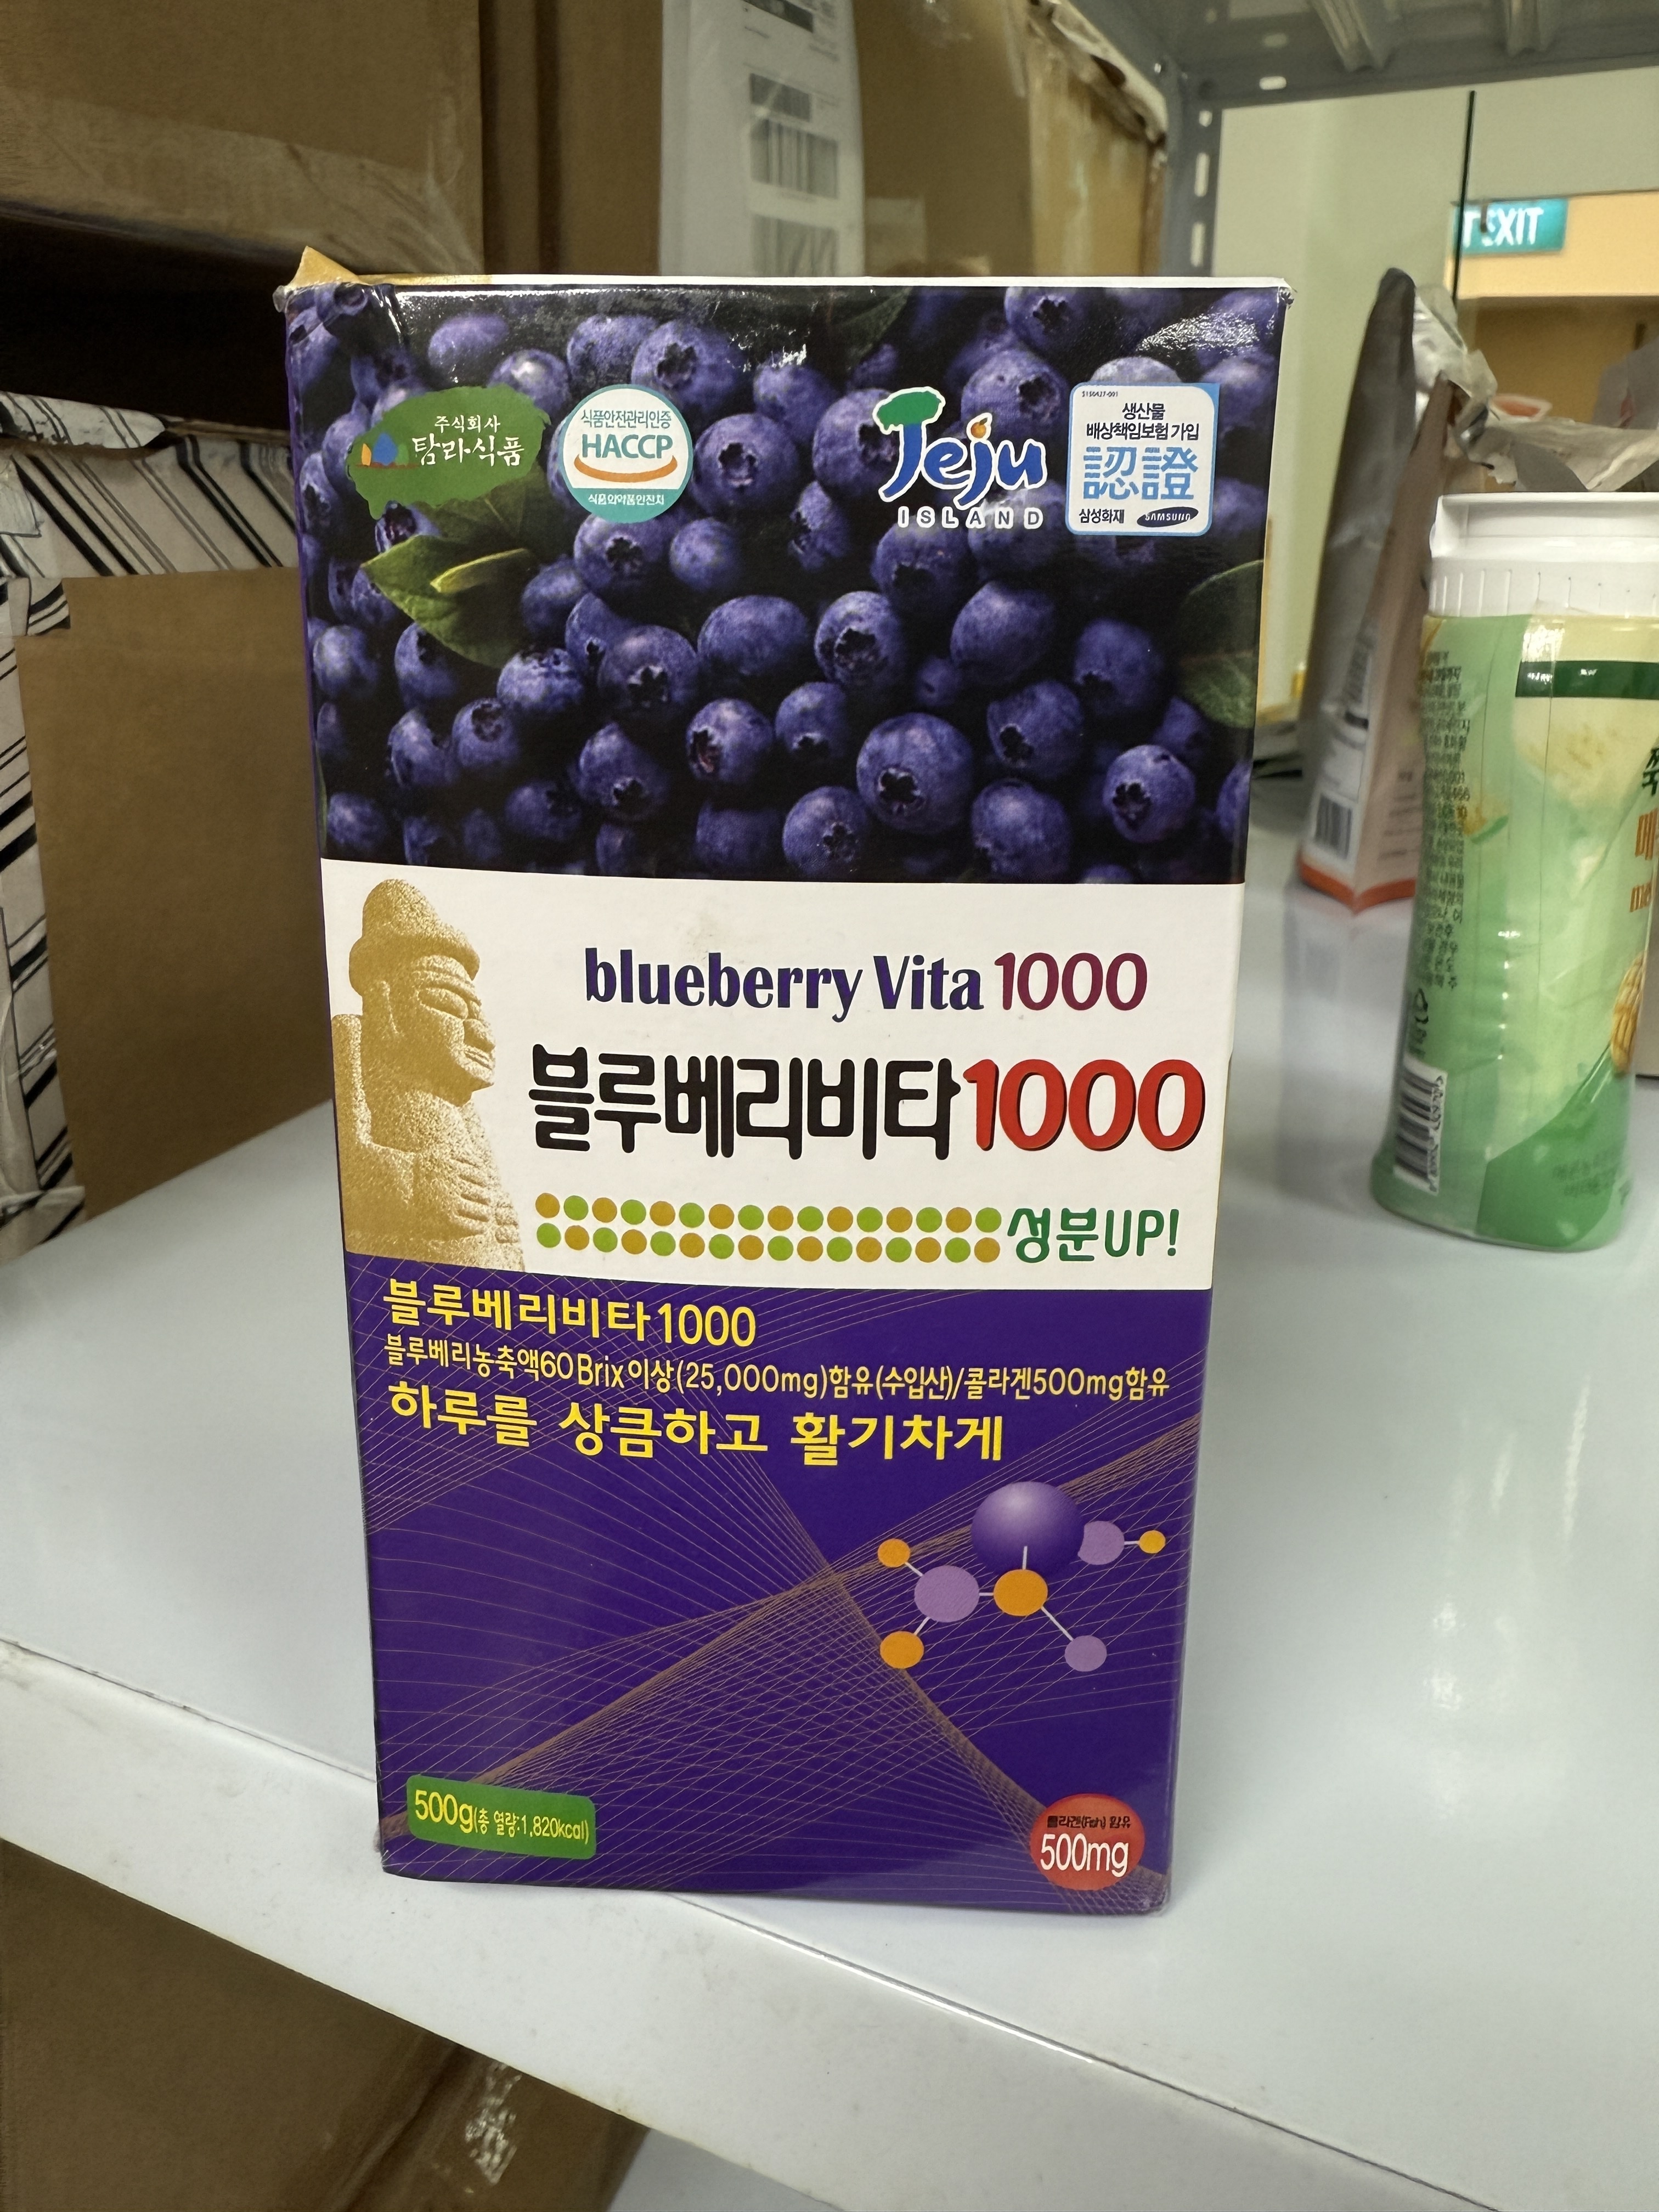 EXIT
주식회사
탐라식품
식품안전관리인증
HACCP
식품의약품안전처
Jeju
ISLAND
생산물
배상책임보험 가입
認證
삼성화재 SAMSUNG
blueberry Vita 1000
블루베리비타1000
성분UP!
블루베리비타1000
블루베리농축액60Brix이상(25,000mg)함유(수입산)/콜라겐500mg함유
하루를 상큼하고 활기차게
500g(총 열량:1,820kcal)
콜라겐(Fish) 함유
500mg